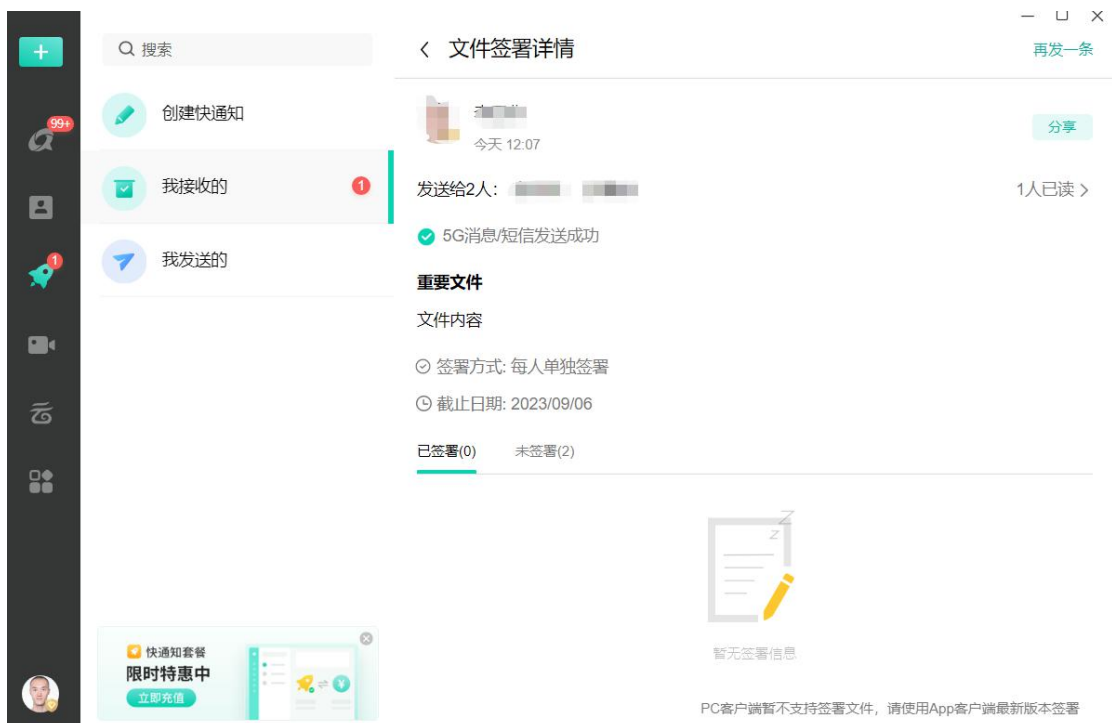 搜索
文件签署详情
再发一条
99+
创建快通知
今天 12:07
分享
我接收的
1
发送给2人：
1人已读
5G消息/短信发送成功
我发送的
1
重要文件
文件内容
签署方式: 每人单独签署
截止日期: 2023/09/06
云
已签署(0)
未签署(2)
Z
Z
暂无签署信息
快通知套餐
限时特惠中
立即充值
¥
PC客户端暂不支持签署文件，请使用App客户端最新版本签署